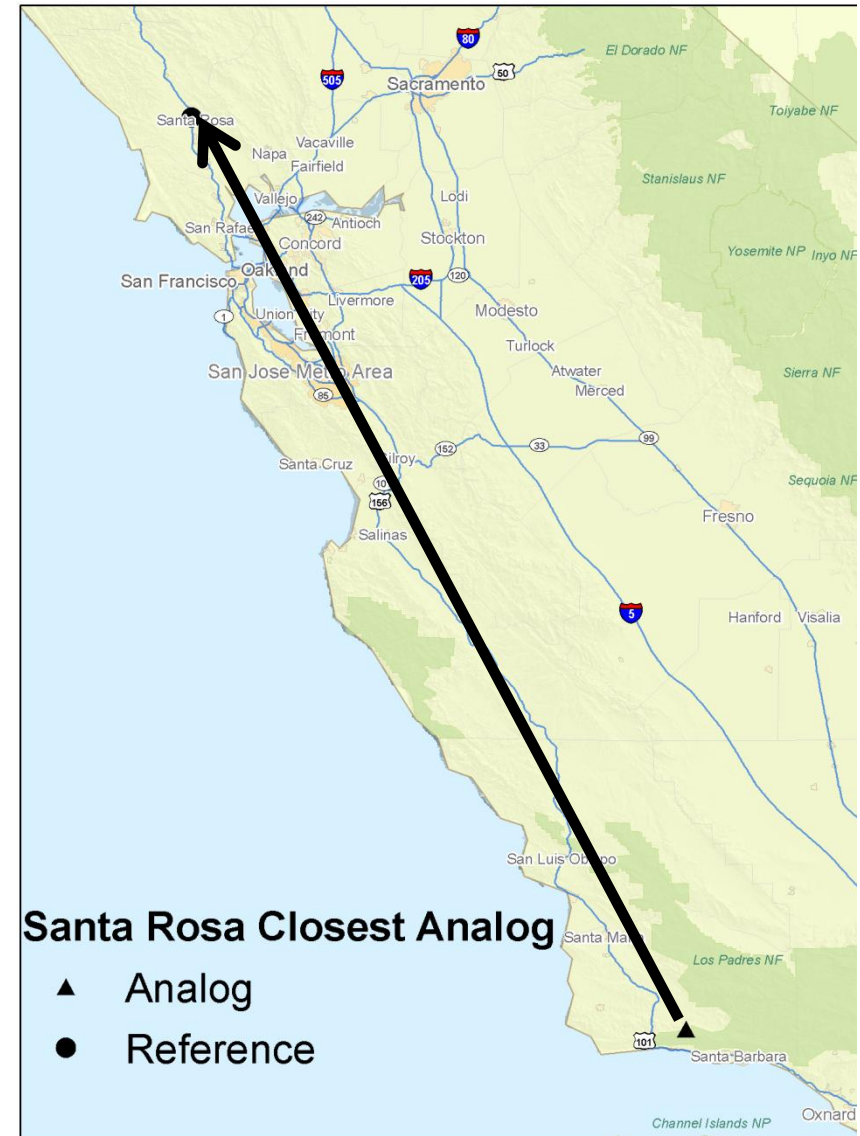 80
El Dorado NF
505
50
Sacramento
Toiyabe NF
Santa Rosa
Vacaville
Napa
Fairfield
Stanislaus NF
Vallejo
Lodi
242
Antioch
San Rafael
Concord
Stockton
Yosemite NP
Inyo NF
Oakland
San Francisco
205
120
Livermore
1
Union City
Modesto
Fremont
Turlock
San Jose Metro Area
Atwater
Sierra NF
Merced
85
99
152
33
Santa Cruz
Gilroy
Sequoia NF
10
156
Fresno
Salinas
5
Hanford
Visalia
San Luis Obispo
Santa Rosa Closest Analog
Santa Maria
Los Padres NF
Analog
101
Reference
Santa Barbara
Oxnard
Channel Islands NP